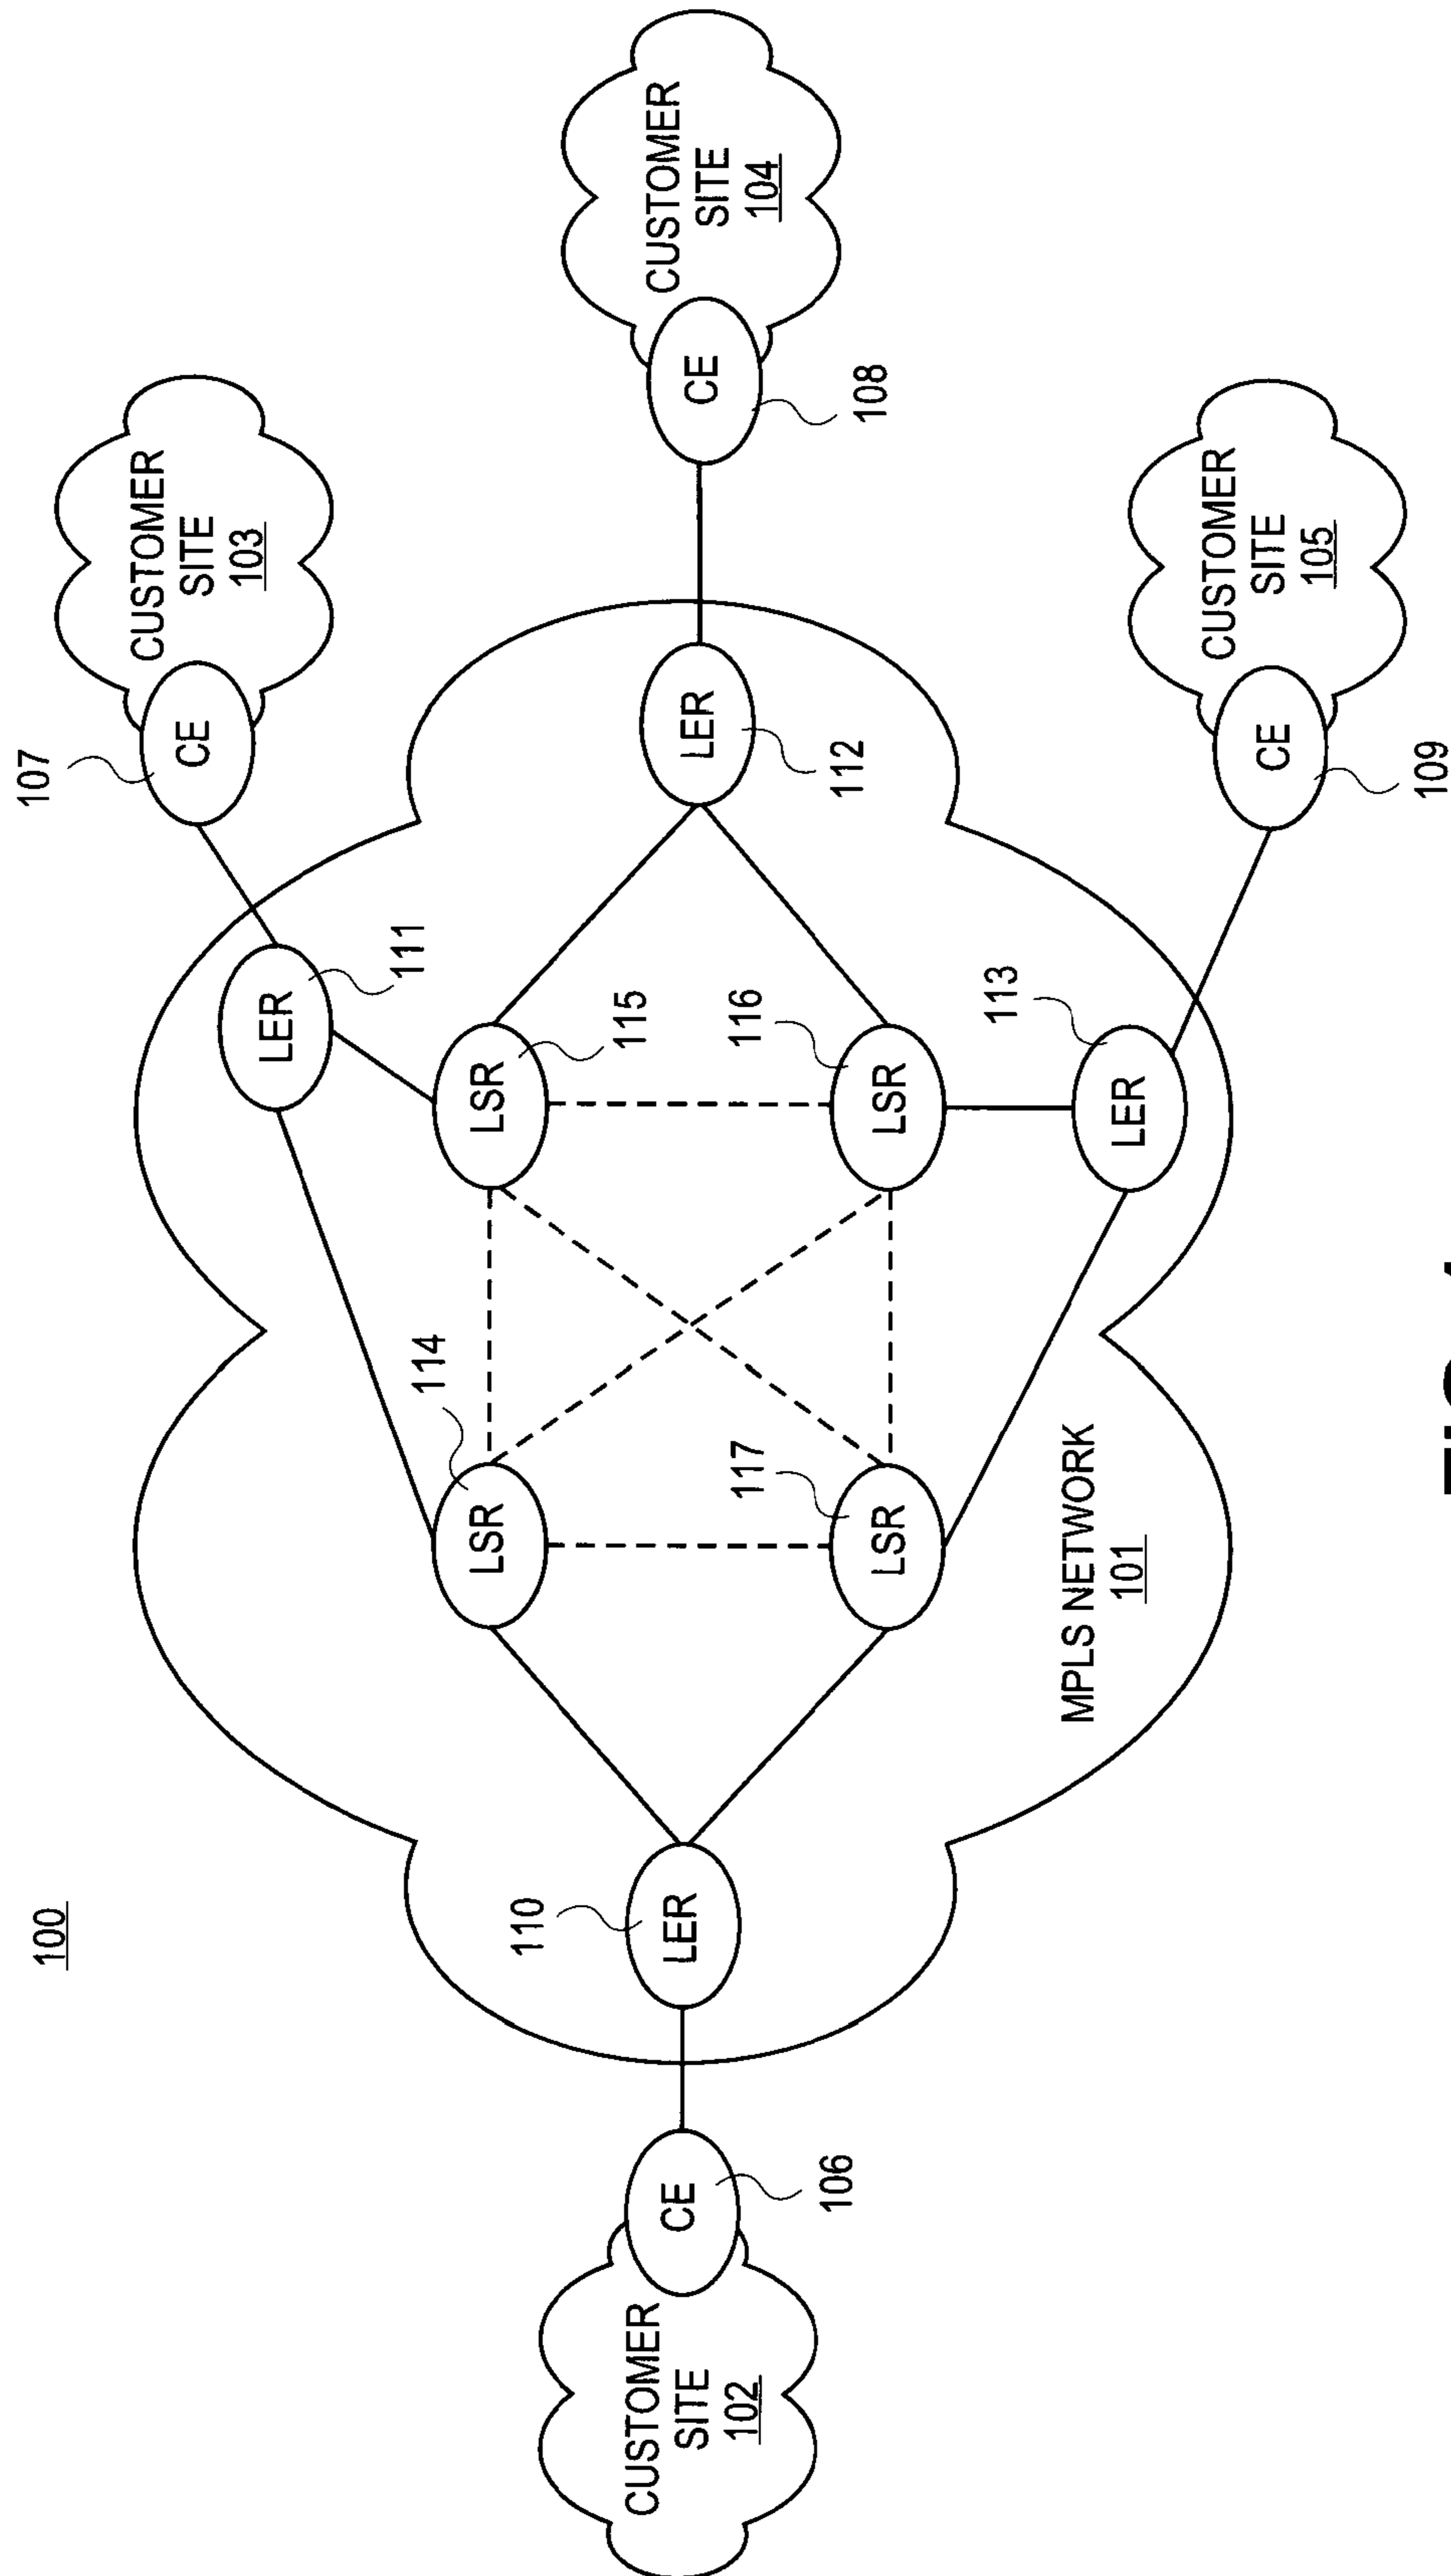 100
107
CE
CUSTOMER
SITE
103
LER
111
114
LSR
LSR
115
CUSTOMER
SITE
102
CE
106
110
LER
LER
112
CE
108
CUSTOMER
SITE
104
117
LSR
116
LSR
113
LER
MPLS NETWORK
101
CE
109
CUSTOMER
SITE
105